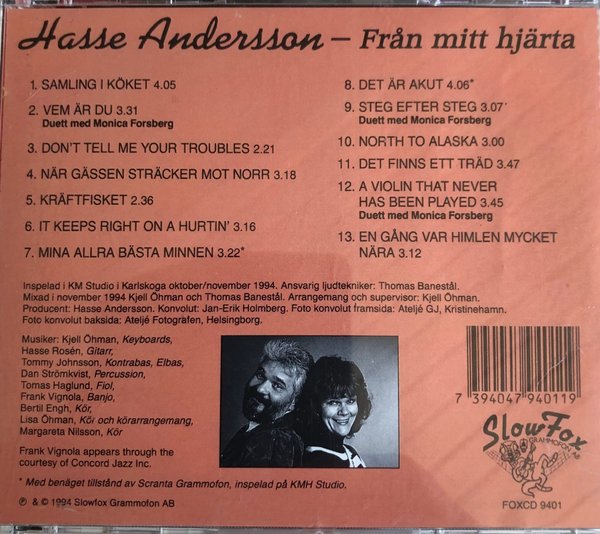 Hasse Andersson – Från mitt hjärta
1. SAMLING I KÖKET 4.05
2. VEM ÄR DU 3.31
Duett med Monica Forsberg
3. DON'T TELL ME YOUR TROUBLES 2.21
4. NÄR GÄSSEN STRÄCKER MOT NORR 3.18
5. KRÄFTFISKET 2.36
6. IT KEEPS RIGHT ON A HURTIN' 3.16
7. MINA ALLRA BÄSTA MINNEN 3.22*
8. DET ÄR AKUT 4.06*
9. STEG EFTER STEG 3.07
Duett med Monica Forsberg
10. NORTH TO ALASKA 3.00
11. DET FINNS ETT TRÄD 3.47
12. A VIOLIN THAT NEVER
HAS BEEN PLAYED 3.45
Duett med Monica Forsberg
13. EN GÅNG VAR HIMLEN MYCKET
NÄRA 3.12
Inspelad i KM Studio i Karlskoga oktober/november 1994. Ansvarig ljudtekniker: Thomas Banestål.
Mixad i november 1994 Kjell Öhman och Thomas Banestål. Arrangemang och supervisor: Kjell Öhman.
Producent: Hasse Andersson. Konvolut: Jan-Erik Holmberg. Foto konvolut framsida: Ateljé GJ, Kristinehamn.
Foto konvolut baksida: Ateljé Fotografen, Helsingborg.
Musiker: Kjell Öhman, Keyboards,
Hasse Rosén, Gitarr,
Tommy Johnsson, Kontrabas, Elbas,
Dan Strömkvist, Percussion,
Tomas Haglund, Fiol,
Frank Vignola, Banjo,
Bertil Engh, Kör,
Lisa Öhman, Kör och körarrangemang,
Margareta Nilsson, Kör
Frank Vignola appears through the
courtesy of Concord Jazz Inc.
* Med benäget tillstånd av Scranta Grammofon, inspelad på KMH Studio.
℗ & © 1994 Slowfox Grammofon AB
7 394047 940119
SlowFox
GRAMMOFON AB
FOXCD 9401